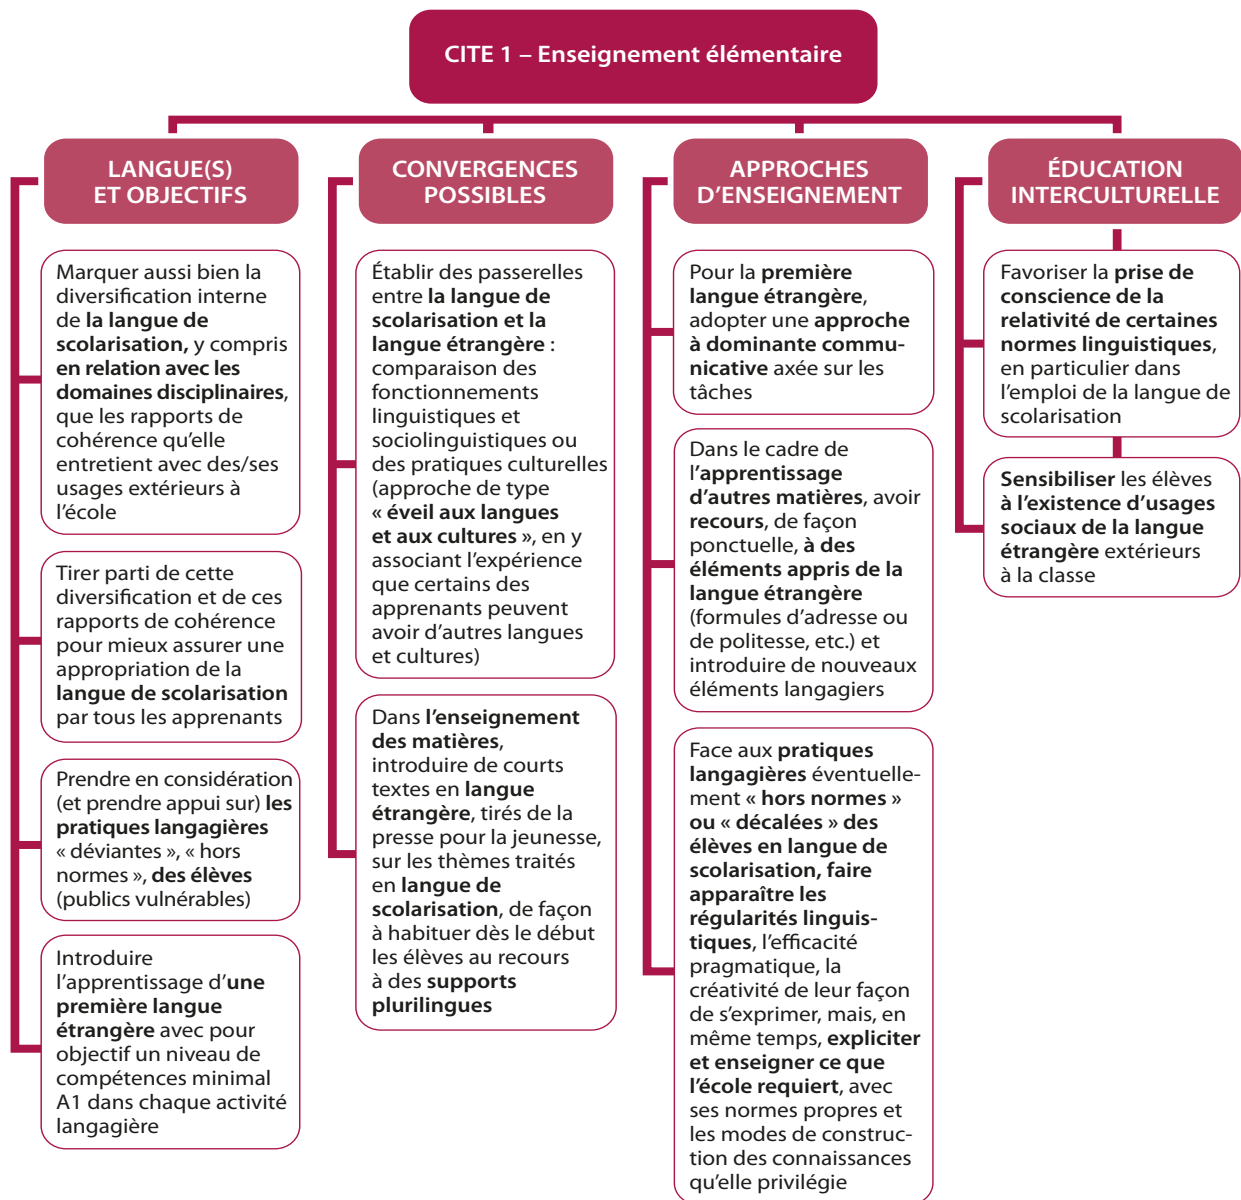 CITE 1 – Enseignement élémentaire
LANGUE(S)
ET OBJECTIFS
Marquer aussi bien la
diversification interne
de la langue de
scolarisation, y compris
en relation avec les
domaines disciplinaires,
que les rapports de
cohérence qu'elle
entretient avec des/ses
usages extérieurs à
l'école
Tirer parti de cette
diversification et de ces
rapports de cohérence
pour mieux assurer une
appropriation de la
langue de scolarisation
par tous les apprenants
Prendre en considération
(et prendre appui sur) les
pratiques langagières
« déviantes », « hors
normes », des élèves
(publics vulnérables)
Introduire
l'apprentissage d'une
première langue
étrangère avec pour
objectif un niveau de
compétences minimal
A1 dans chaque activité
langagière
CONVERGENCES
POSSIBLES
Établir des passerelles
entre la langue de
scolarisation et la
langue étrangère :
comparaison des
fonctionnements
linguistiques et
sociolinguistiques ou
des pratiques culturelles
(approche de type
« éveil aux langues
et aux cultures », en y
associant l'expérience
que certains des
apprenants peuvent
avoir d'autres langues
et cultures)
Dans l'enseignement
des matières,
introduire de courts
textes en langue
étrangère, tirés de la
presse pour la jeunesse,
sur les thèmes traités
en langue de
scolarisation, de façon
à habituer dès le début
les élèves au recours
à des supports
plurilingues
APPROCHES
D'ENSEIGNEMENT
Pour la première
langue étrangère,
adopter une approche
à dominante commu-
nicative axée sur les
tâches
Dans le cadre de
l'apprentissage
d'autres matières, avoir
recours, de façon
ponctuelle, à des
éléments appris de la
langue étrangère
(formules d'adresse ou
de politesse, etc.) et
introduire de nouveaux
éléments langagiers
Face aux pratiques
langagières éventuelle-
ment « hors normes »
ou « décalées » des
élèves en langue de
scolarisation, faire
apparaître les
régularités linguis-
tiques, l'efficacité
pragmatique, la
créativité de leur façon
de s'exprimer, mais, en
même temps, expliciter
et enseigner ce que
l'école requiert, avec
ses normes propres et
les modes de construc-
tion des connaissances
qu'elle privilégie
ÉDUCATION
INTERCULTURELLE
Favoriser la prise de
conscience de la
relativité de certaines
normes linguistiques,
en particulier dans
l'emploi de la langue de
scolarisation
Sensibiliser les élèves
à l'existence d'usages
sociaux de la langue
étrangère extérieurs
à la classe